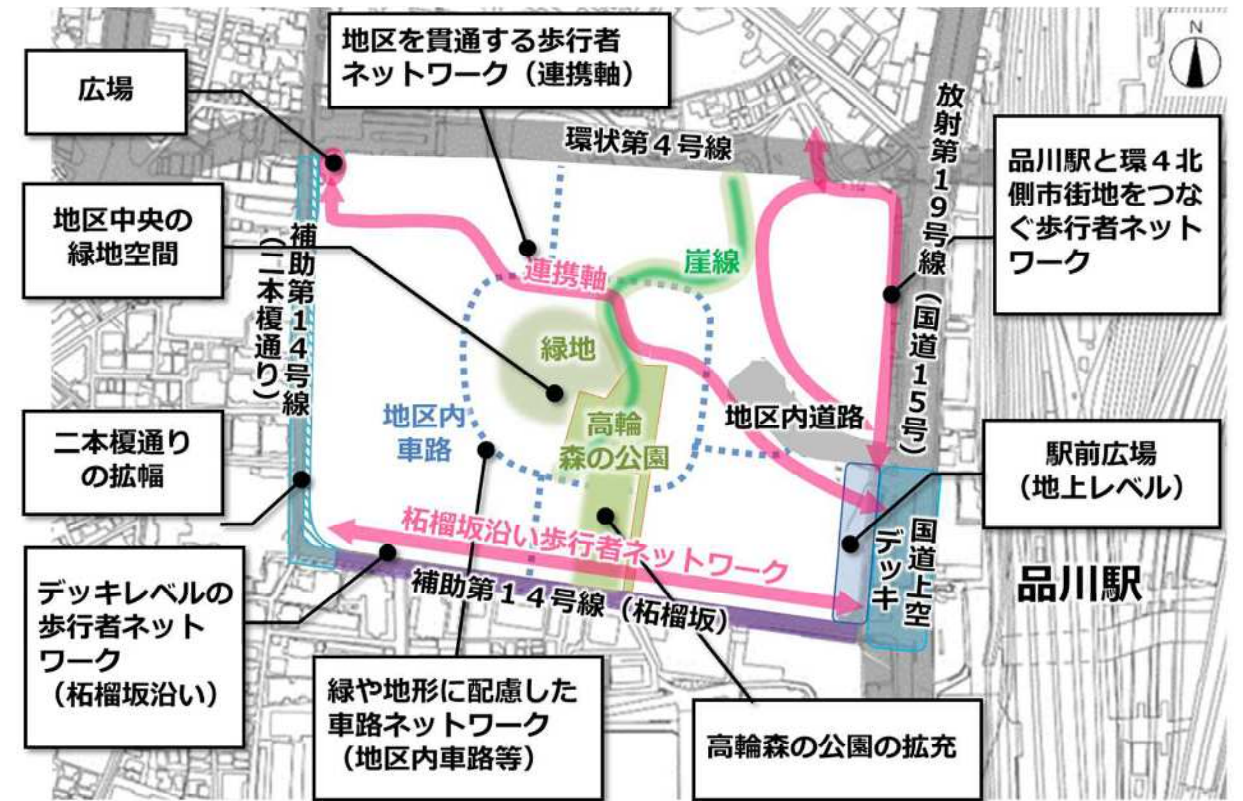 広場
地区を貫通する歩行者
ネットワーク（連携軸）
N
環状第４号線
放射第１９号線（国道１５号）
品川駅と環４北
側市街地をつな
ぐ歩行者ネット
ワーク
地区中央の
緑地空間
補助第１４号線
（二本榎通り）
連携軸
崖線
緑地
地区内
車路
高輪
森の公園
地区内道路
二本榎通り
の拡幅
駅前広場
（地上レベル）
柘榴坂沿い歩行者ネットワーク
補助第１４号線（柘榴坂）
国道上空
デッキ
品川駅
デッキレベルの
歩行者ネット
ワーク
（柘榴坂沿い）
緑や地形に配慮した
車路ネットワーク
（地区内車路等）
高輪森の公園の拡充